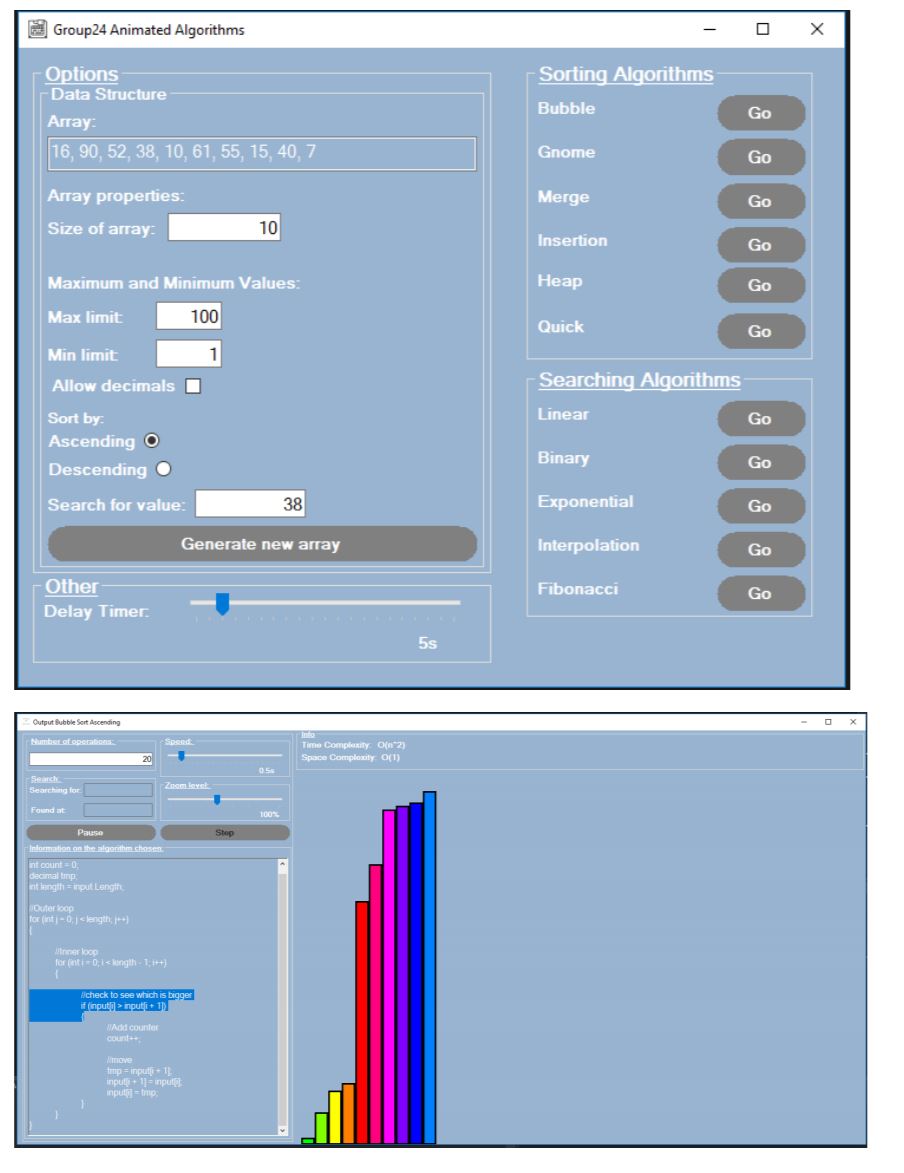 Group24 Animated Algorithms
Options
Data Structure
Array:
16, 90, 52, 38, 10, 61, 55, 15, 40, 7
Array properties:
Size of array: 10
Maximum and Minimum Values:
Max limit: 100
Min limit: 1
Allow decimals
Sort by:
Ascending
Descending
Search for value: 38
Generate new array
Other
Delay Timer:
5s
Sorting Algorithms
Bubble Go
Gnome Go
Merge Go
Insertion Go
Heap Go
Quick Go
Searching Algorithms
Linear Go
Binary Go
Exponential Go
Interpolation Go
Fibonacci Go
Output Bubble Sort Ascending
Number of operations:
20
Speed:
0.5s
Search:
Searching for:
Found at:
Zoom level:
100%
Pause
Stop
Info
Time Complexity: O(n^2)
Space Complexity: O(1)
Information on the algorithm chosen:
int count = 0;
decimal tmp;
int length = input.Length;
//Outer loop
for (int j = 0; j < length; j++)
{
//Inner loop
for (int i = 0; i < length - 1; i++)
{
//check to see which is bigger
if (input[i] > input[i + 1])
{
//Add counter
count++;
//move
tmp = input[i + 1];
input[i + 1] = input[i];
input[i] = tmp;
}
}
}